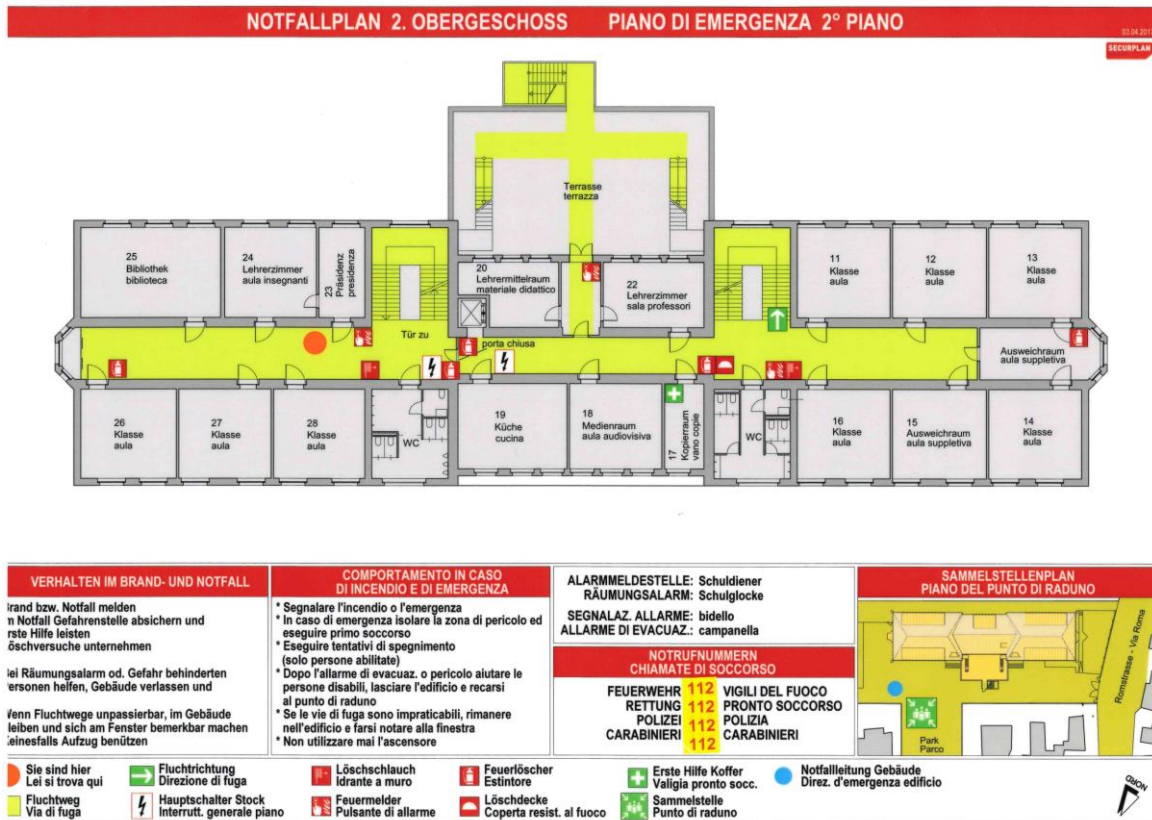 NOTFALLPLAN 2. OBERGESCHOSS PIANO DI EMERGENZA 2° PIANO
SECURPLAN
Terrasse
terrazza
25
Bibliothek
biblioteca
24
Lehrerzimmer
aula insegnanti
23
Präsidenz
presidenza
20
Lehrermittelraum
materiale didattico
22
Lehrerzimmer
sala professori
11
Klasse
aula
12
Klasse
aula
13
Klasse
aula
Tür zu
porta chiusa
Ausweichraum
aula suppletiva
26
Klasse
aula
27
Klasse
aula
28
Klasse
aula
WC
19
Küche
cucina
18
Medienraum
aula audiovisiva
17
Kopierraum
vano copie
WC
16
Klasse
aula
15
Ausweichraum
aula suppletiva
14
Klasse
aula
VERHALTEN IM BRAND- UND NOTFALL
rand bzw. Notfall melden
m Notfall Gefahrenstelle absichern und
rste Hilfe leisten
öschversuche unternehmen
ei Räumungsalarm od. Gefahr behinderten
ersonen helfen, Gebäude verlassen und
enn Fluchtwege unpassierbar, im Gebäude
leiben und sich am Fenster bemerkbar machen
einesfalls Aufzug benützen
COMPORTAMENTO IN CASO
DI INCENDIO E DI EMERGENZA
* Segnalare l'incendio o l'emergenza
* In caso di emergenza isolare la zona di pericolo ed
eseguire primo soccorso
* Eseguire tentativi di spegnimento
(solo persone abilitate)
* Dopo l'allarme di evacuaz. o pericolo aiutare le
persone disabili, lasciare l'edificio e recarsi
al punto di raduno
* Se le vie di fuga sono impraticabili, rimanere
nell'edificio e farsi notare alla finestra
* Non utilizzare mai l'ascensore
ALARMMELDESTELLE: Schuldiener
RÄUMUNGSALARM: Schulglocke
SEGNALAZ. ALLARME: bidello
ALLARME DI EVACUAZ.: campanella
NOTRUFNUMMERN
CHIAMATE DI SOCCORSO
FEUERWEHR 112 VIGILI DEL FUOCO
RETTUNG 112 PRONTO SOCCORSO
POLIZEI 112 POLIZIA
CARABINIERI 112 CARABINIERI
SAMMELSTELLENPLAN
PIANO DEL PUNTO DI RADUNO
Romstrasse - Via Roma
Park
Parco
Sie sind hier
Lei si trova qui
Fluchtweg
Via di fuga
Fluchtrichtung
Direzione di fuga
Hauptschalter Stock
Interrutt. generale piano
Löschschlauch
Idrante a muro
Feuermelder
Pulsante di allarme
Feuerlöscher
Estintore
Löschdecke
Coperta resist. al fuoco
Erste Hilfe Koffer
Valigia pronto socc.
Sammelstelle
Punto di raduno
Notfallleitung Gebäude
Direz. d'emergenza edificio
NORD